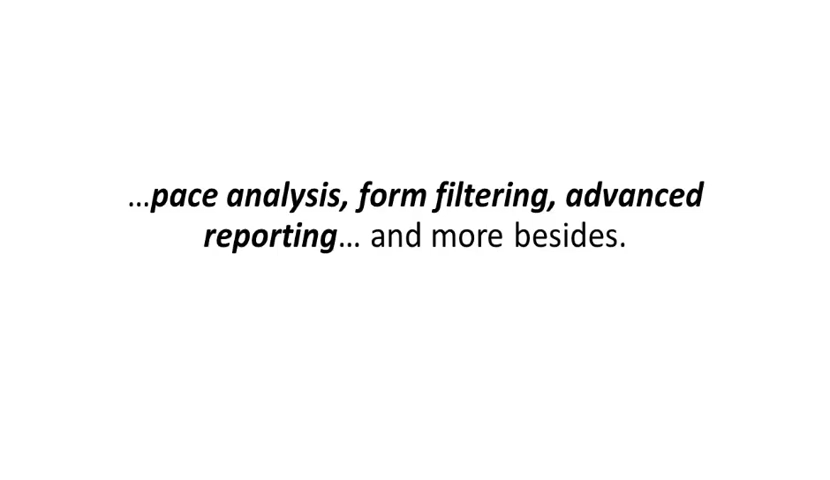 …pace analysis, form filtering, advanced
reporting… and more besides.